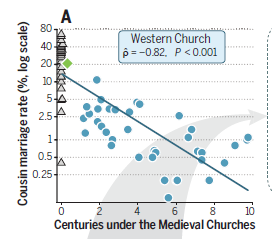 A
Western Church
ρ̂ = −0.82, P < 0.001
Cousin marriage rate (%, log scale)
80
40
20
10
5
2.5
1
0.5
0.25
0 2 4 6 8 10
Centuries under the Medieval Churches